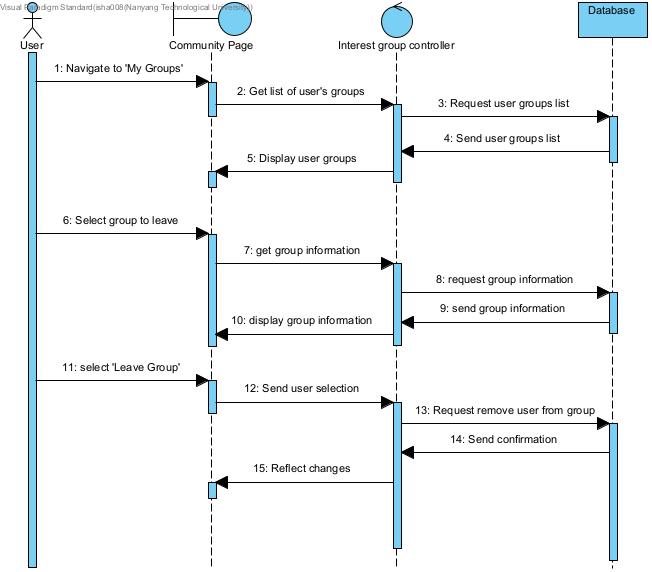 Visual Paradigm Standard(isha008(Nanyang Technological University))
User
Community Page
Interest group controller
Database
1: Navigate to 'My Groups'
2: Get list of user's groups
3: Request user groups list
4: Send user groups list
5: Display user groups
6: Select group to leave
7: get group information
8: request group information
9: send group information
10: display group information
11: select 'Leave Group'
12: Send user selection
13: Request remove user from group
14: Send confirmation
15: Reflect changes